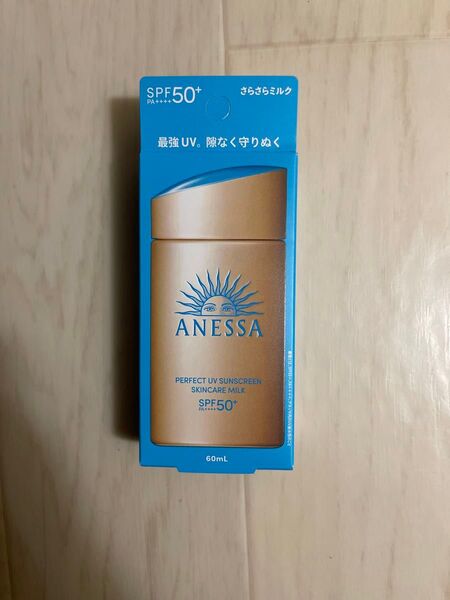 SPF50+
PA++++
さらさらミルク
最強UV。隙なく守りぬく
ANESSA
PERFECT UV SUNSCREEN
SKINCARE MILK
SPF50+
PA++++
60mL